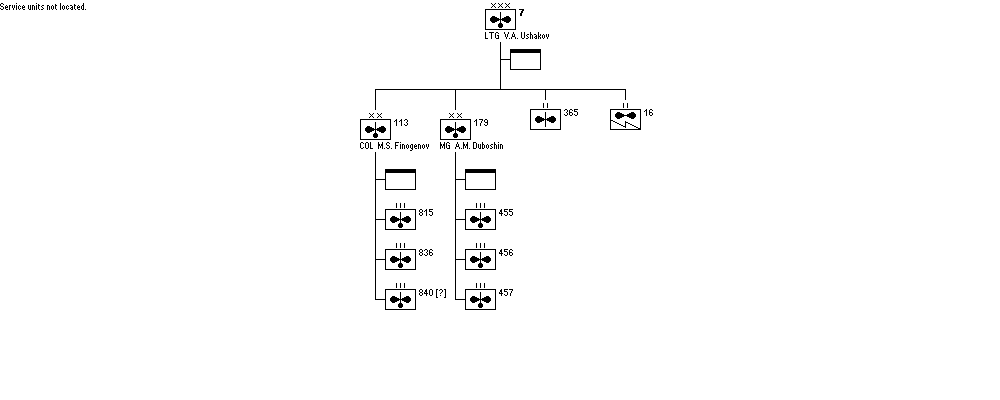 Service units not located.
XXX
7
LTG V.A. Ushakov
XX
113
XX
179
II
365
II
16
COL M.S. Finogenov
MG A.M. Duboshin
III
815
III
455
III
836
III
456
III
840 [?]
III
457